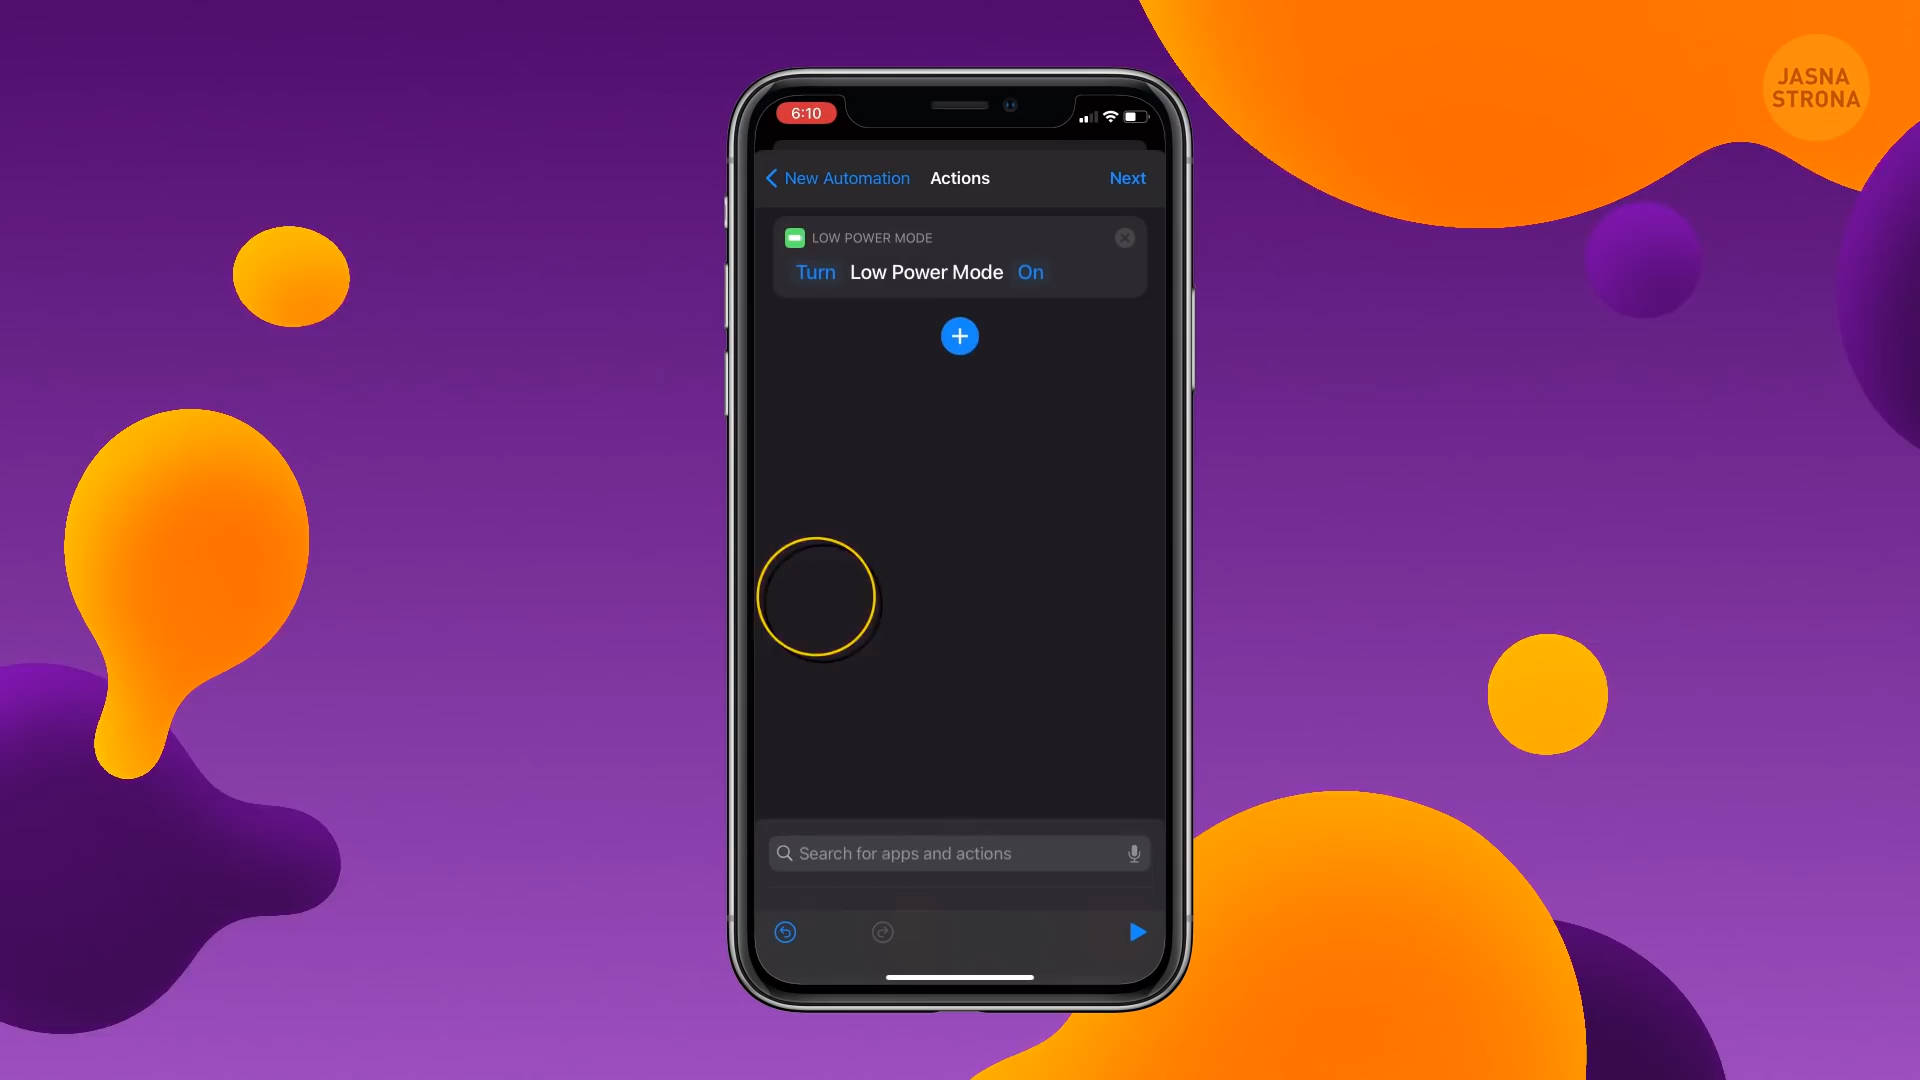 JASNA
STRONA
6:10
New Automation
Actions
Next
LOW POWER MODE
Turn Low Power Mode On
Search for apps and actions